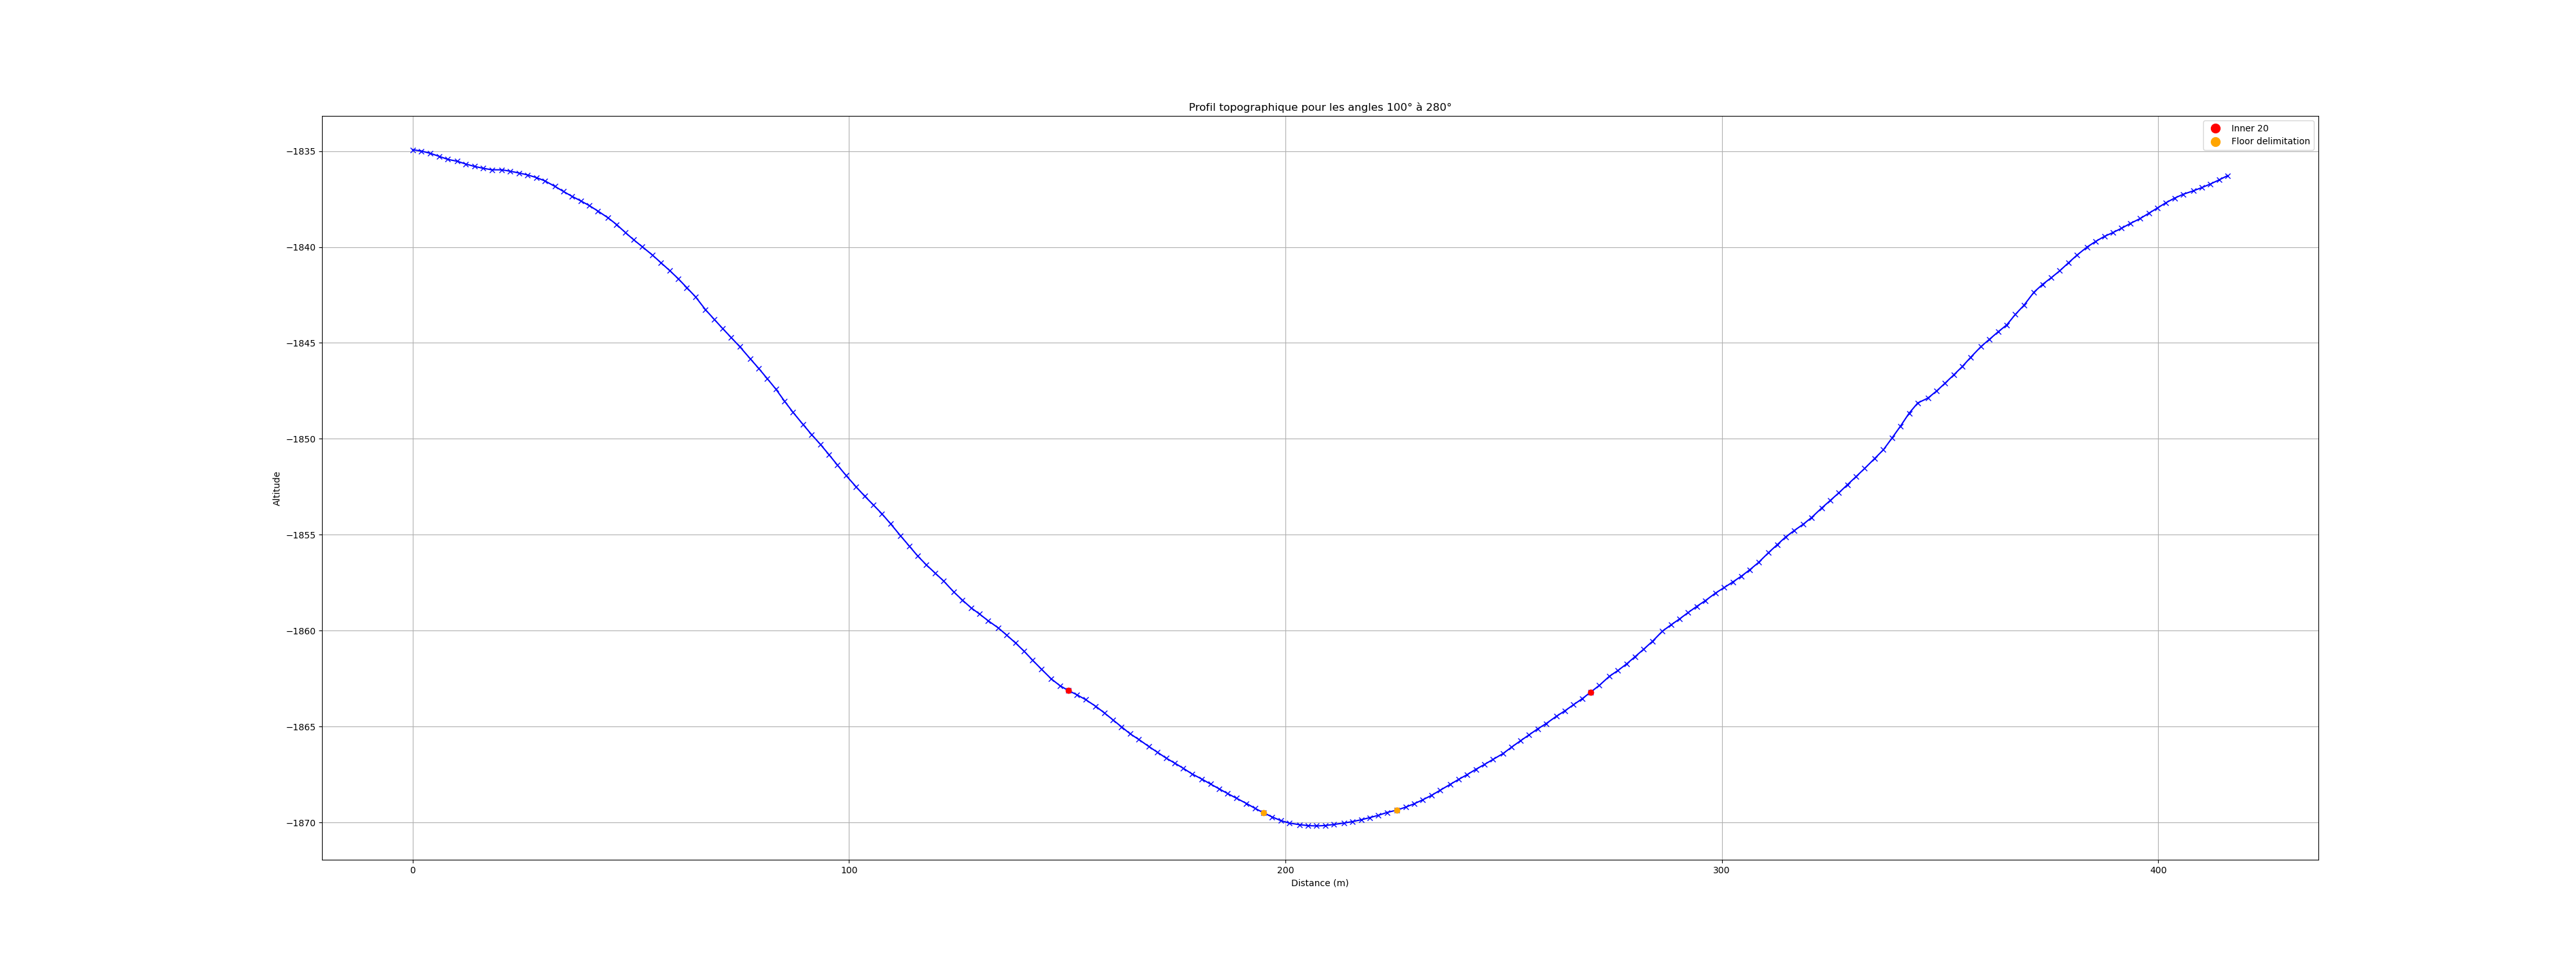 Profil topographique pour les angles 100° à 280°
Inner 20
Floor delimitation
−1835
−1840
−1845
−1850
−1855
−1860
−1865
−1870
Altitude
0 100 200 300 400
Distance (m)